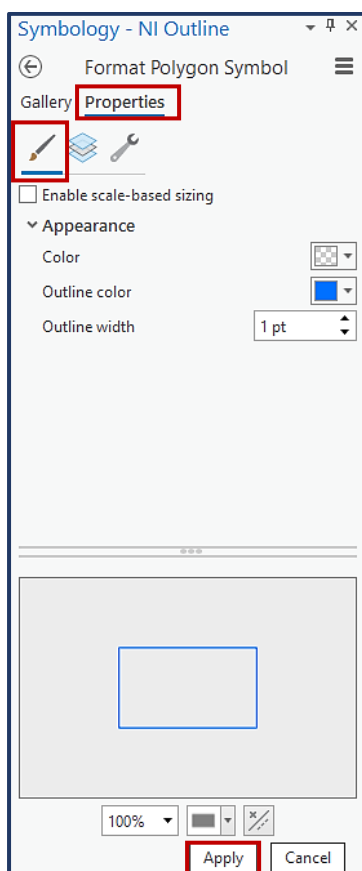 Symbology - NI Outline
Format Polygon Symbol
Gallery Properties
Enable scale-based sizing
Appearance
Color
Outline color
Outline width 1 pt
100%
Apply Cancel